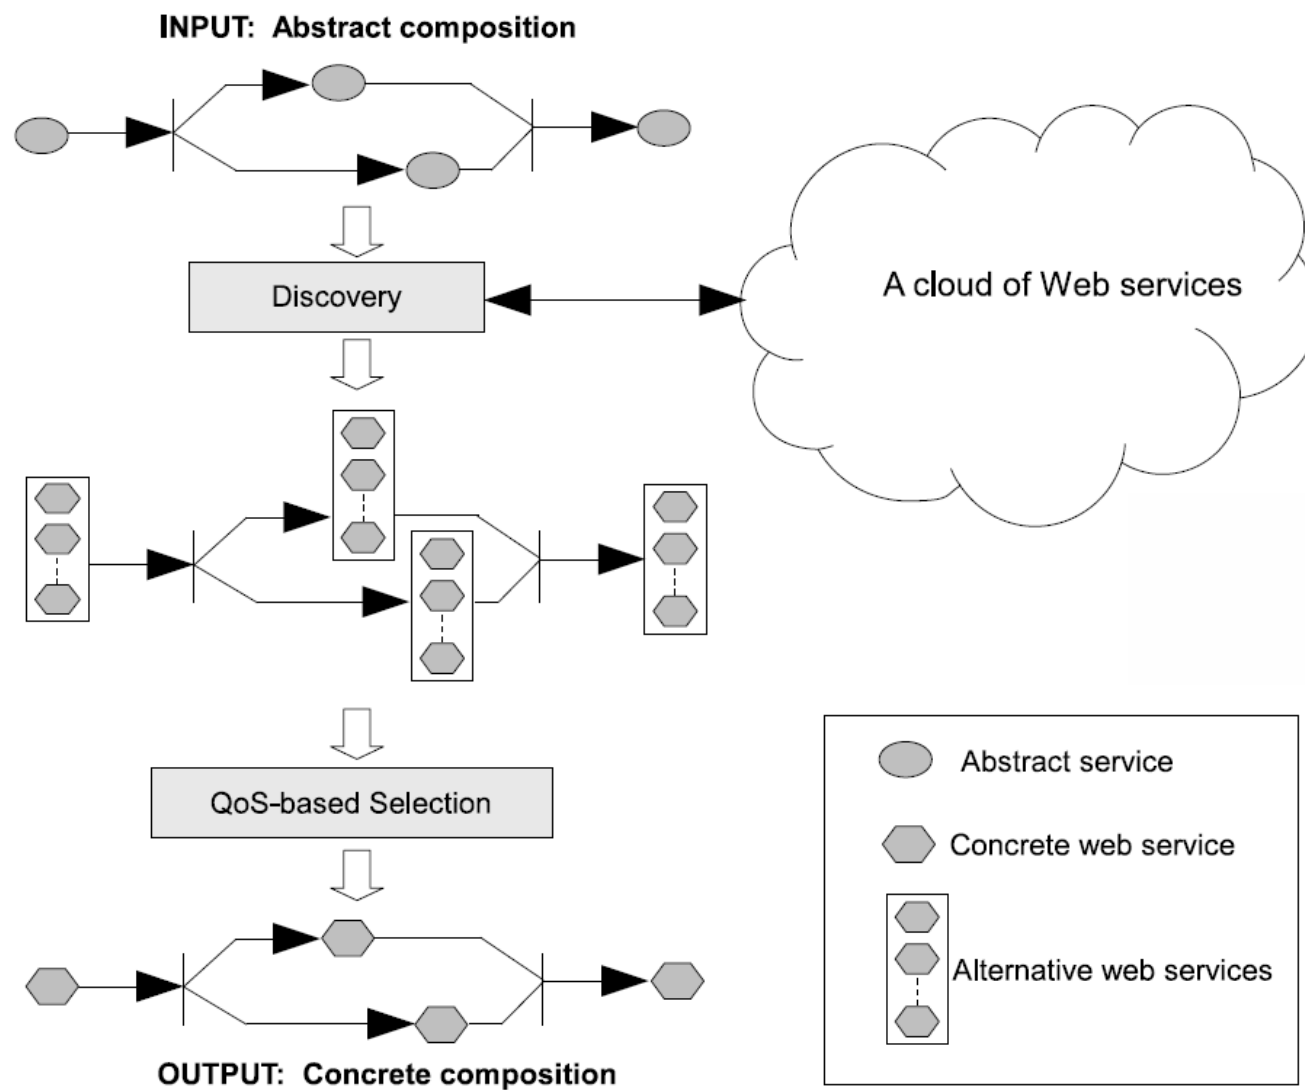 INPUT: Abstract composition
Discovery
A cloud of Web services
QoS-based Selection
Abstract service
Concrete web service
Alternative web services
OUTPUT: Concrete composition